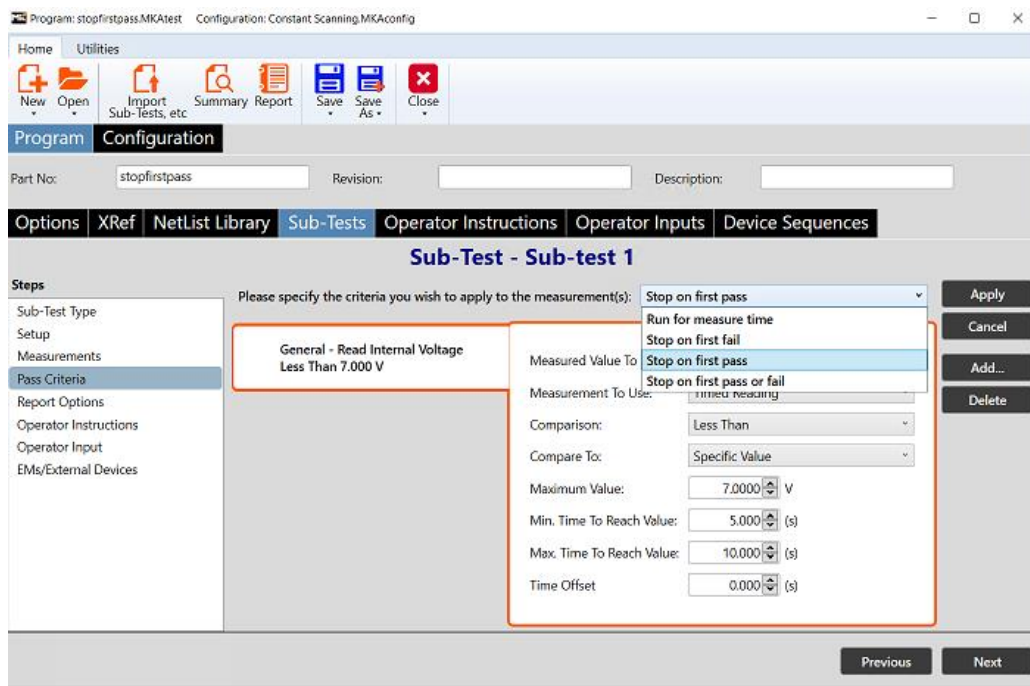 Program: stopfirstpass.MKAtest Configuration: Constant Scanning.MKAconfig
Home Utilities
New Open Import Sub-Tests, etc Summary Report Save Save As Close
Program Configuration
Part No: stopfirstpass Revision: Description:
Options XRef NetList Library Sub-Tests Operator Instructions Operator Inputs Device Sequences
Sub-Test - Sub-test 1
Steps
Sub-Test Type
Setup
Measurements
Pass Criteria
Report Options
Operator Instructions
Operator Input
EMs/External Devices
Please specify the criteria you wish to apply to the measurement(s): Stop on first pass
Run for measure time
Stop on first fail
Stop on first pass
Stop on first pass or fail
General - Read Internal Voltage
Less Than 7.000 V
Measured Value To
Measurement To Use: Timed Reading
Comparison: Less Than
Compare To: Specific Value
Maximum Value: 7.0000 V
Min. Time To Reach Value: 5.000 (s)
Max. Time To Reach Value: 10.000 (s)
Time Offset 0.000 (s)
Apply
Cancel
Add...
Delete
Previous Next